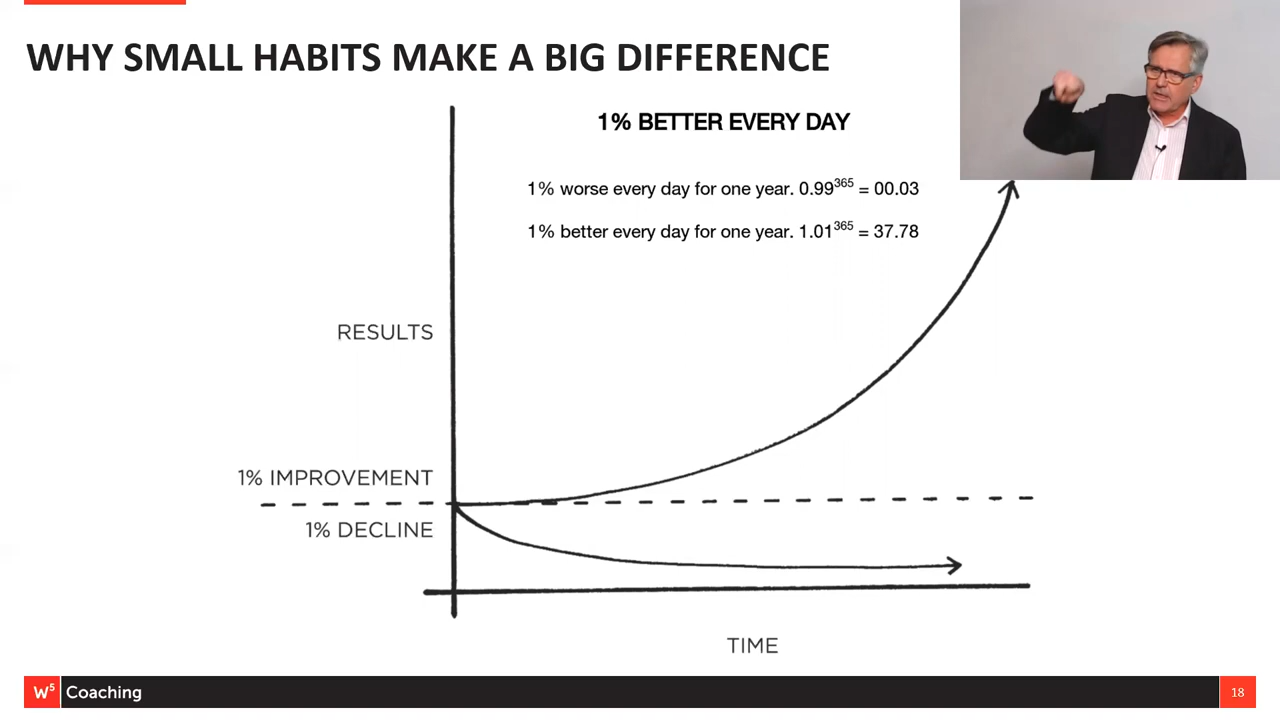 WHY SMALL HABITS MAKE A BIG DIFFERENCE
1% BETTER EVERY DAY
1% worse every day for one year. 0.99³⁶⁵ = 00.03
1% better every day for one year. 1.01³⁶⁵ = 37.78
RESULTS
1% IMPROVEMENT
1% DECLINE
TIME
W⁵ Coaching
18